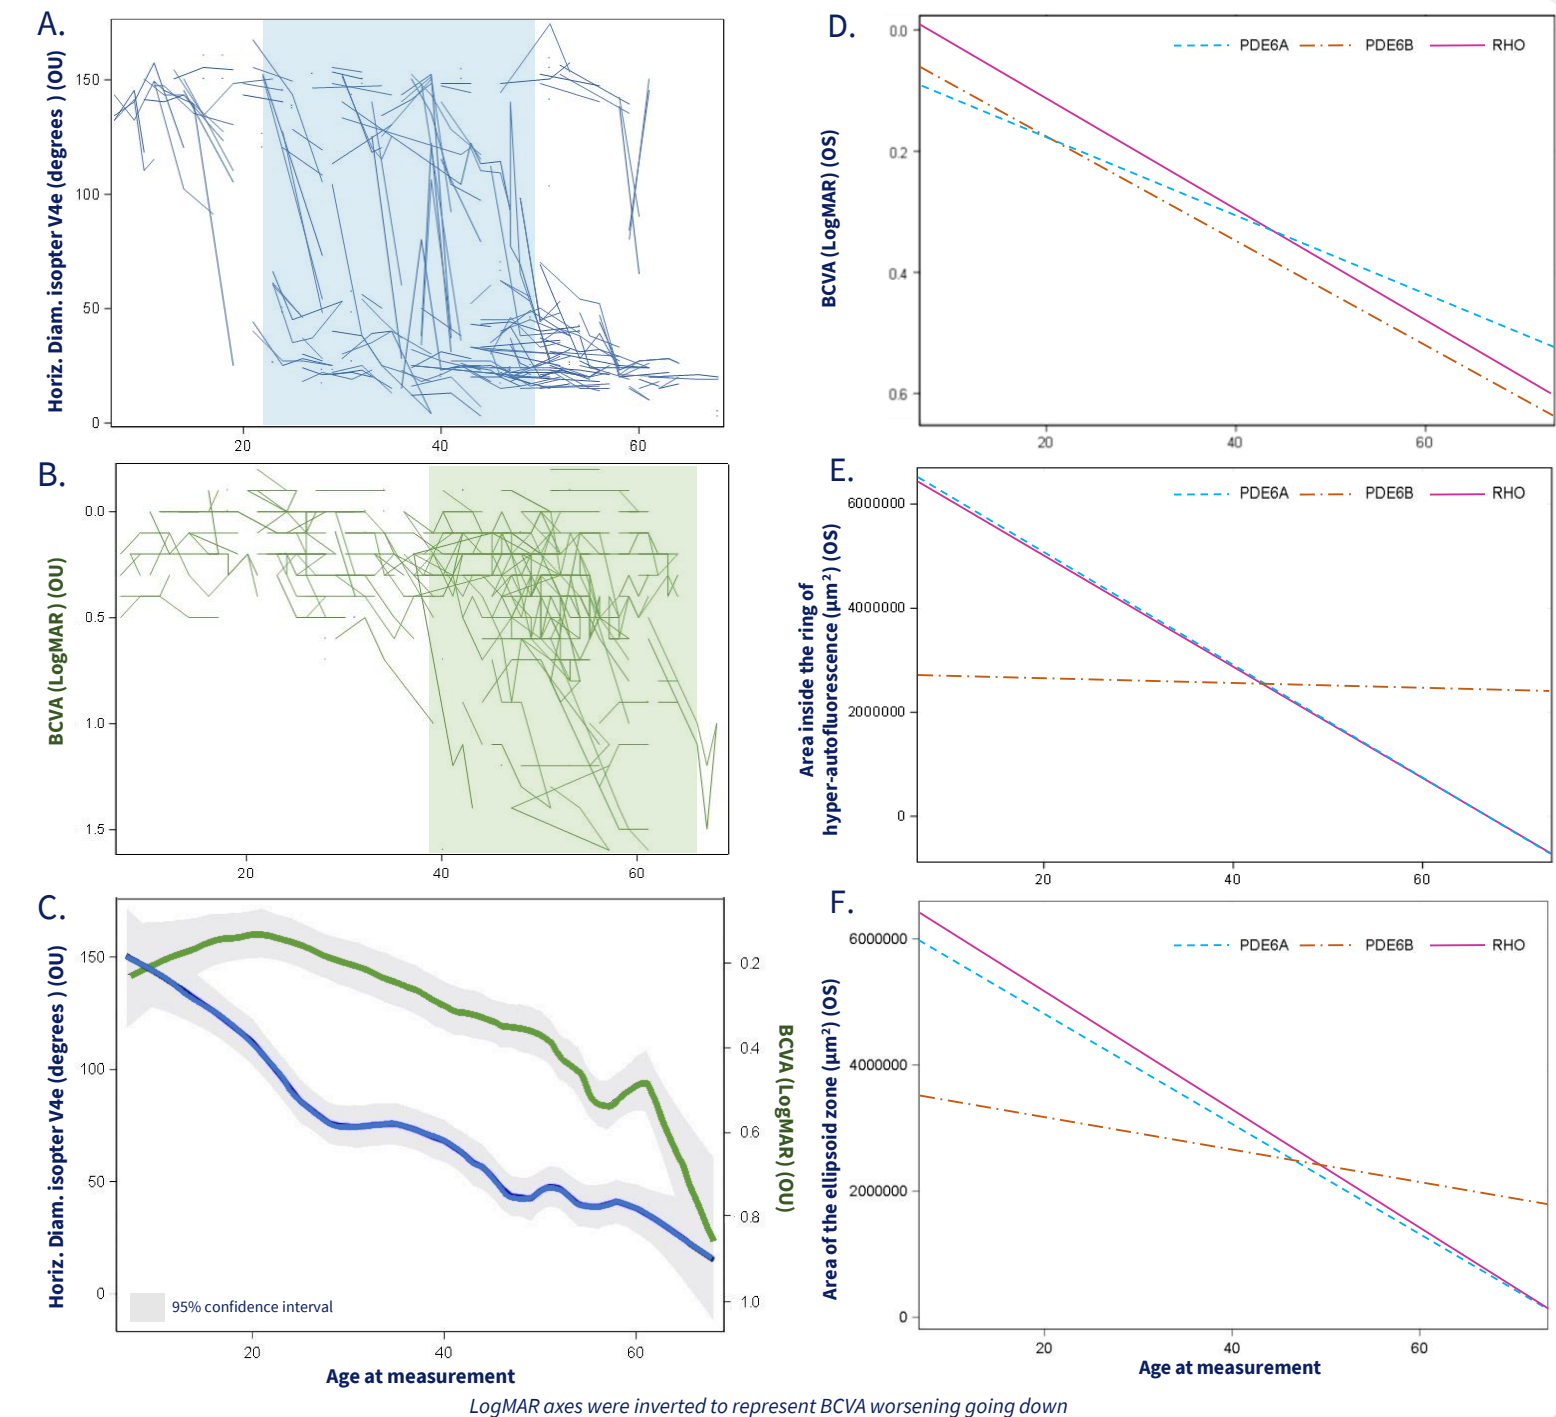 A.
Horiz. Diam. isopter V4e (degrees ) (OU)
150
100
50
0
20 40 60
B.
BCVA (LogMAR) (OU)
0.0
0.5
1.0
1.5
20 40 60
C.
Horiz. Diam. isopter V4e (degrees ) (OU)
150
100
50
0
0.2
0.4
0.6
0.8
1.0
BCVA (LogMAR) (OU)
95% confidence interval
20 40 60
Age at measurement
D.
BCVA (LogMAR) (OS)
PDE6A PDE6B RHO
0.0
0.2
0.4
0.6
20 40 60
E.
Area inside the ring of
hyper-autofluorescence (µm²) (OS)
PDE6A PDE6B RHO
6000000
4000000
2000000
0
20 40 60
F.
Area of the ellipsoid zone (µm²) (OS)
PDE6A PDE6B RHO
6000000
4000000
2000000
0
20 40 60
Age at measurement
LogMAR axes were inverted to represent BCVA worsening going down